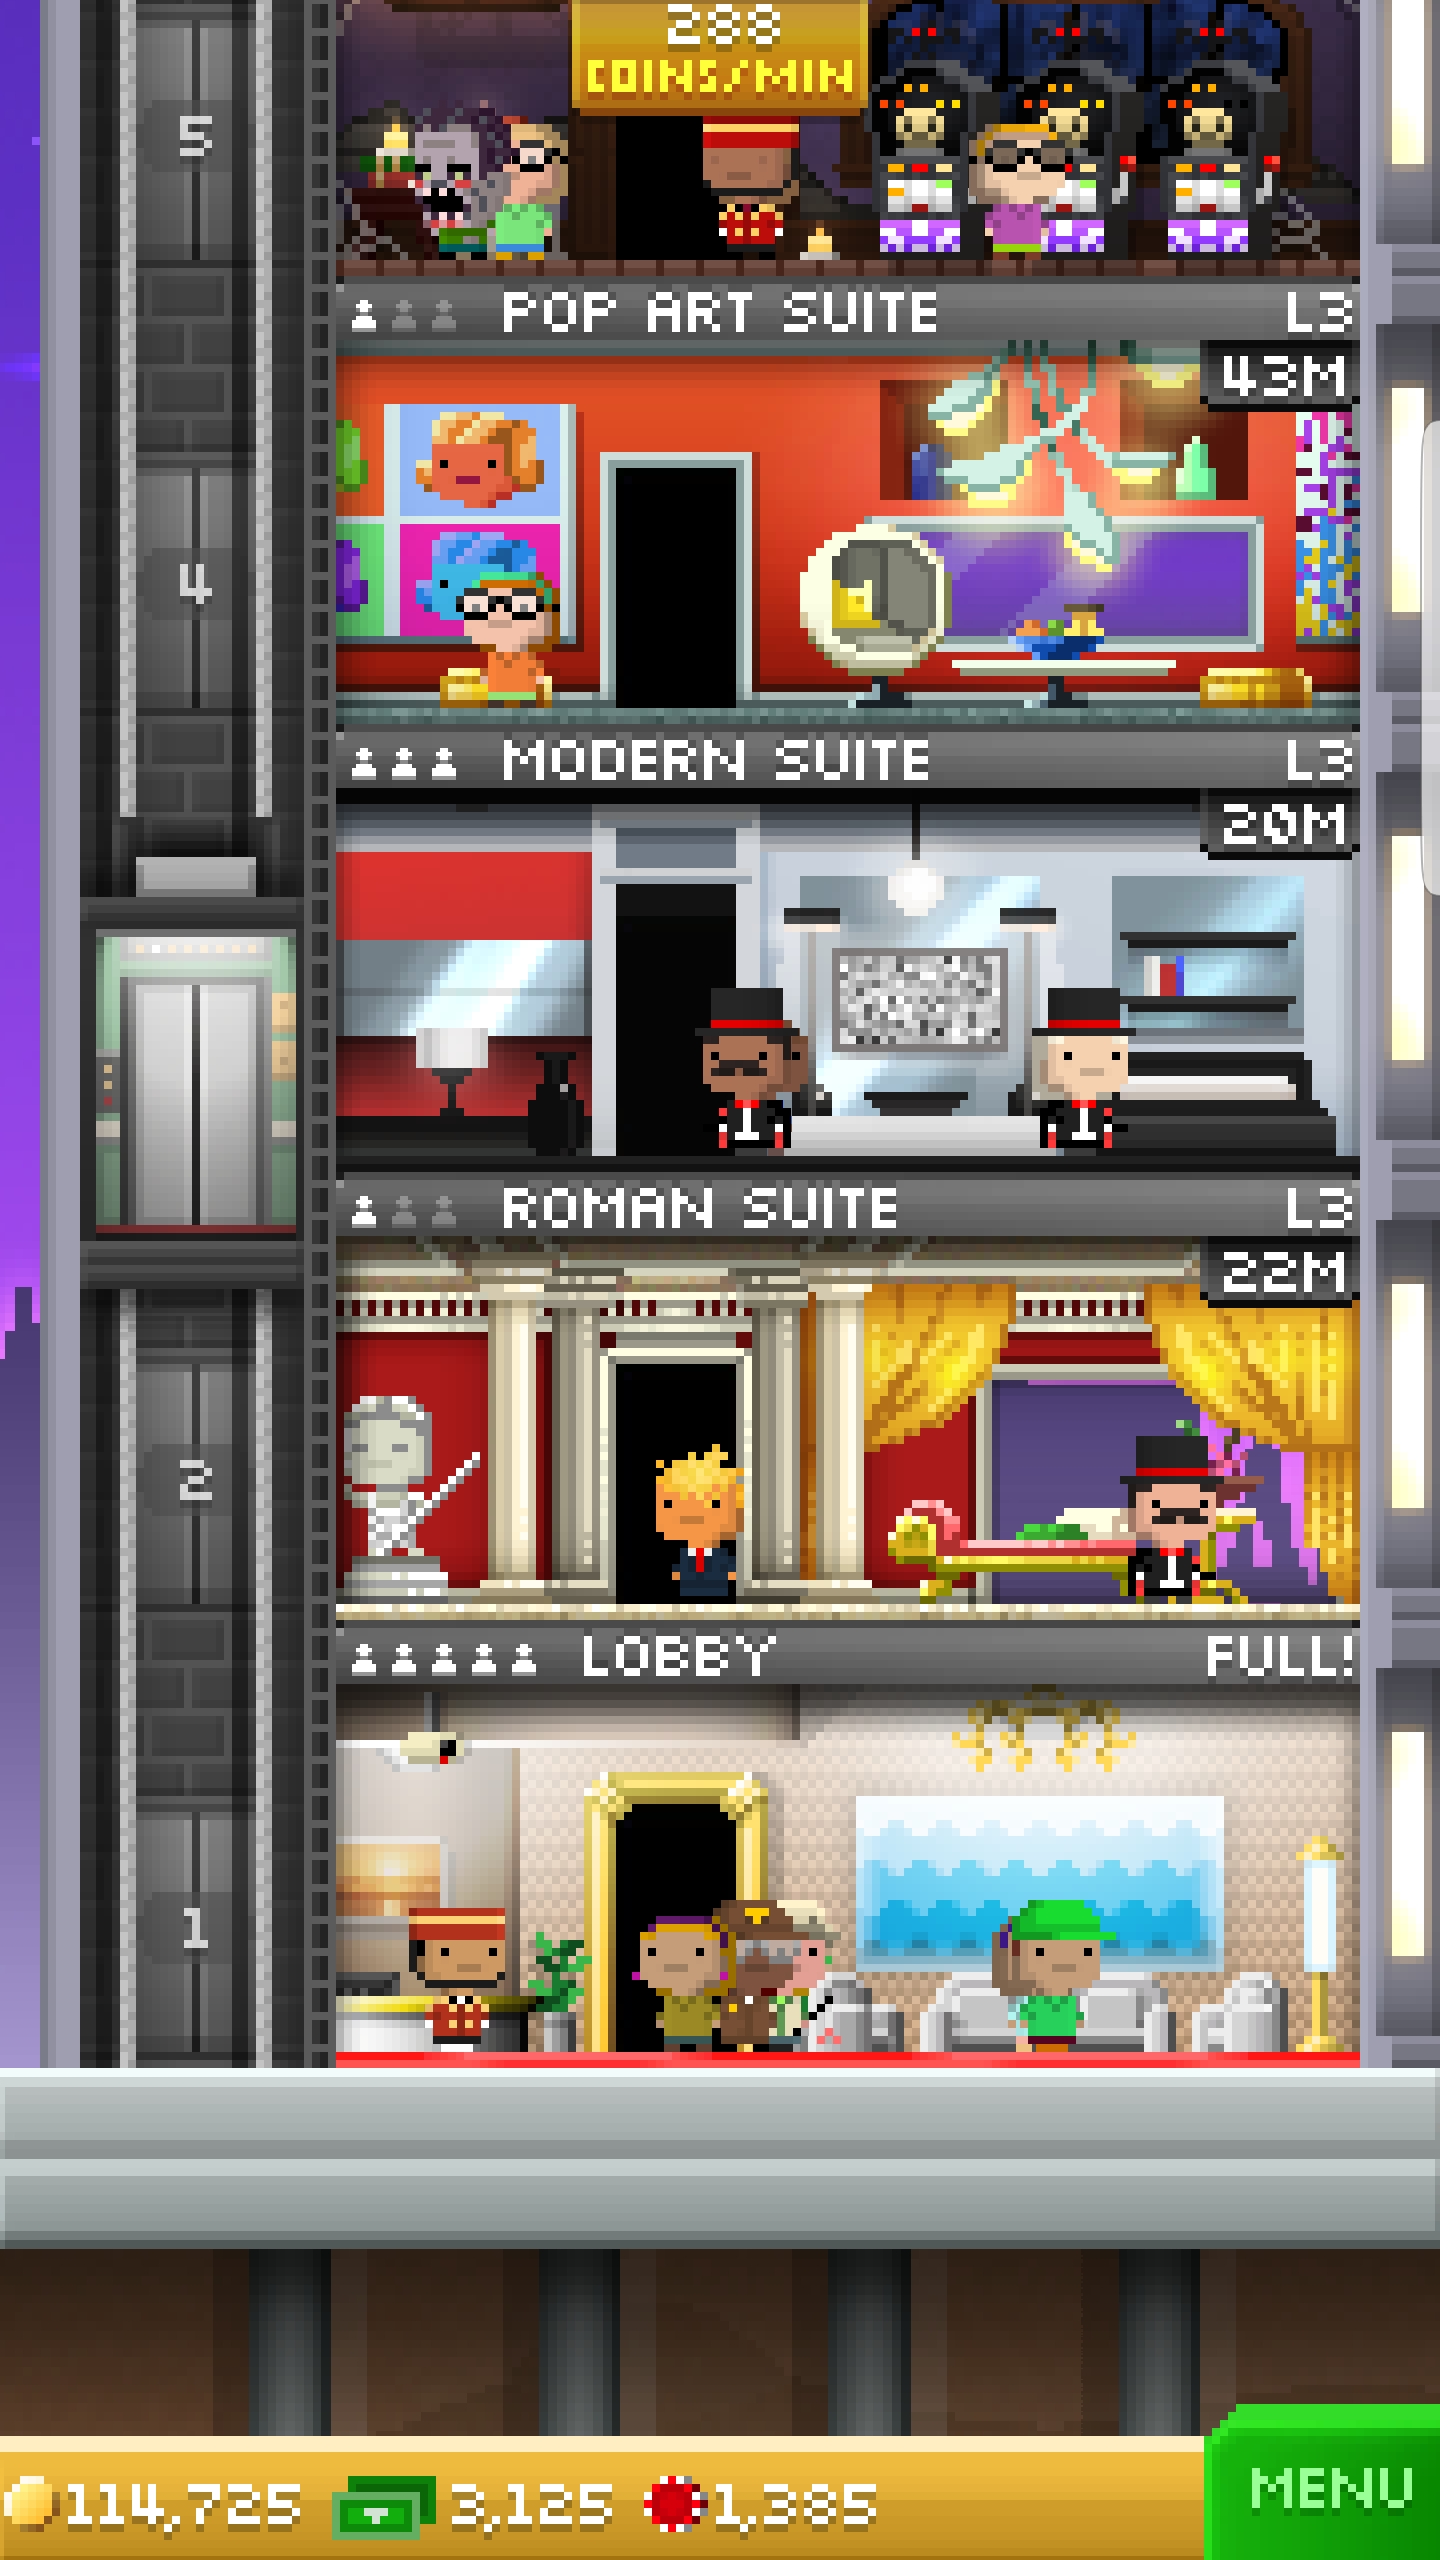 288
COINS/MIN
5
POP ART SUITE L3
43M
4
MODERN SUITE L3
20M
ROMAN SUITE L3
22M
2
LOBBY FULL!
1
114,725 3,125 1,385
MENU